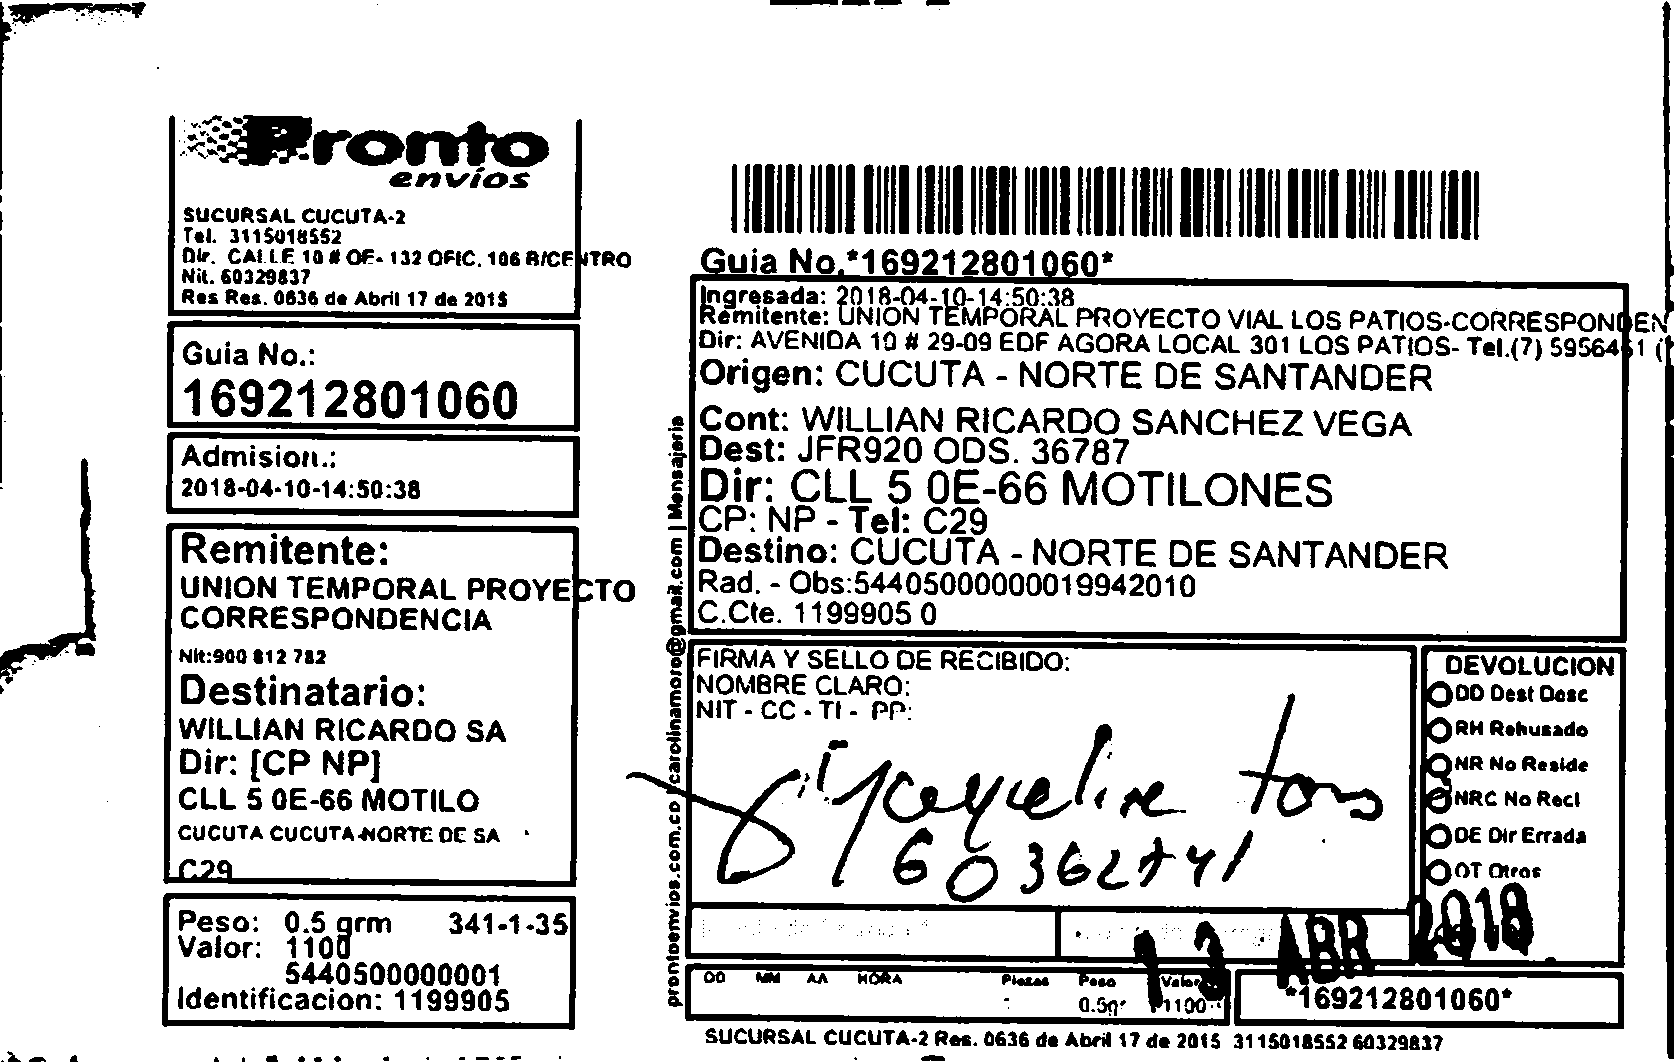 Pronto
envíos
SUCURSAL CUCUTA-2
Tel. 3115018552
Dir. CALLE 10 # OE- 132 OFIC. 106 B/CENTRO
Nit. 60329837
Res Res. 0636 de Abril 17 de 2015
Guia No.:
169212801060
Admision.:
2018-04-10-14:50:38
Remitente:
UNION TEMPORAL PROYECTO
CORRESPONDENCIA
Nit:900 812 782
Destinatario:
WILLIAN RICARDO SA
Dir: [CP NP]
CLL 5 0E-66 MOTILO
CUCUTA CUCUTA-NORTE DE SA
C29
Peso: 0.5 grm 341-1-35
Valor: 1100
5440500000001
Identificacion: 1199905
prontoenvios.com.co | carolinamoro@gmail.com | Mensajeria
Guia No.*169212801060*
Ingresada: 2018-04-10-14:50:38
Remitente: UNION TEMPORAL PROYECTO VIAL LOS PATIOS-CORRESPONDEN
Dir: AVENIDA 10 # 29-09 EDF AGORA LOCAL 301 LOS PATIOS- Tel.(7) 5956461 (
Origen: CUCUTA - NORTE DE SANTANDER
Cont: WILLIAN RICARDO SANCHEZ VEGA
Dest: JFR920 ODS. 36787
Dir: CLL 5 0E-66 MOTILONES
CP: NP - Tel: C29
Destino: CUCUTA - NORTE DE SANTANDER
Rad. - Obs:54405000000019942010
C.Cte. 1199905 0
FIRMA Y SELLO DE RECIBIDO:
NOMBRE CLARO:
NIT - CC - TI - PP:
DEVOLUCION
DD Dest Desc
RH Rehusado
NR No Reside
NRC No Recl
DE Dir Errada
OT Otros
13 ABR 2018
DD MM AA HORA Piezas Peso Valor
0.5gr 1100
*169212801060*
SUCURSAL CUCUTA-2 Res. 0636 de Abril 17 de 2015 3115018552 60329837